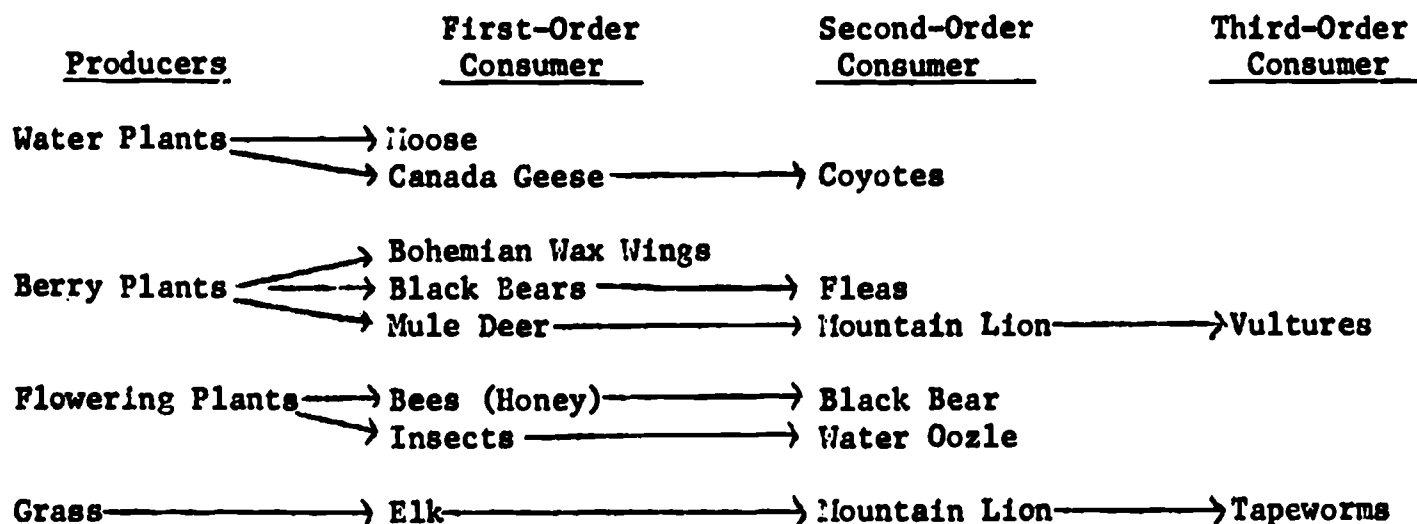 First-Order Second-Order Third-Order
Producers Consumer Consumer Consumer
Water Plants Moose
Canada Geese Coyotes
Bohemian Wax Wings
Berry Plants Black Bears Fleas
Mule Deer Mountain Lion Vultures
Flowering Plants Bees (Honey) Black Bear
Insects Water Oozle
Grass Elk Mountain Lion Tapeworms